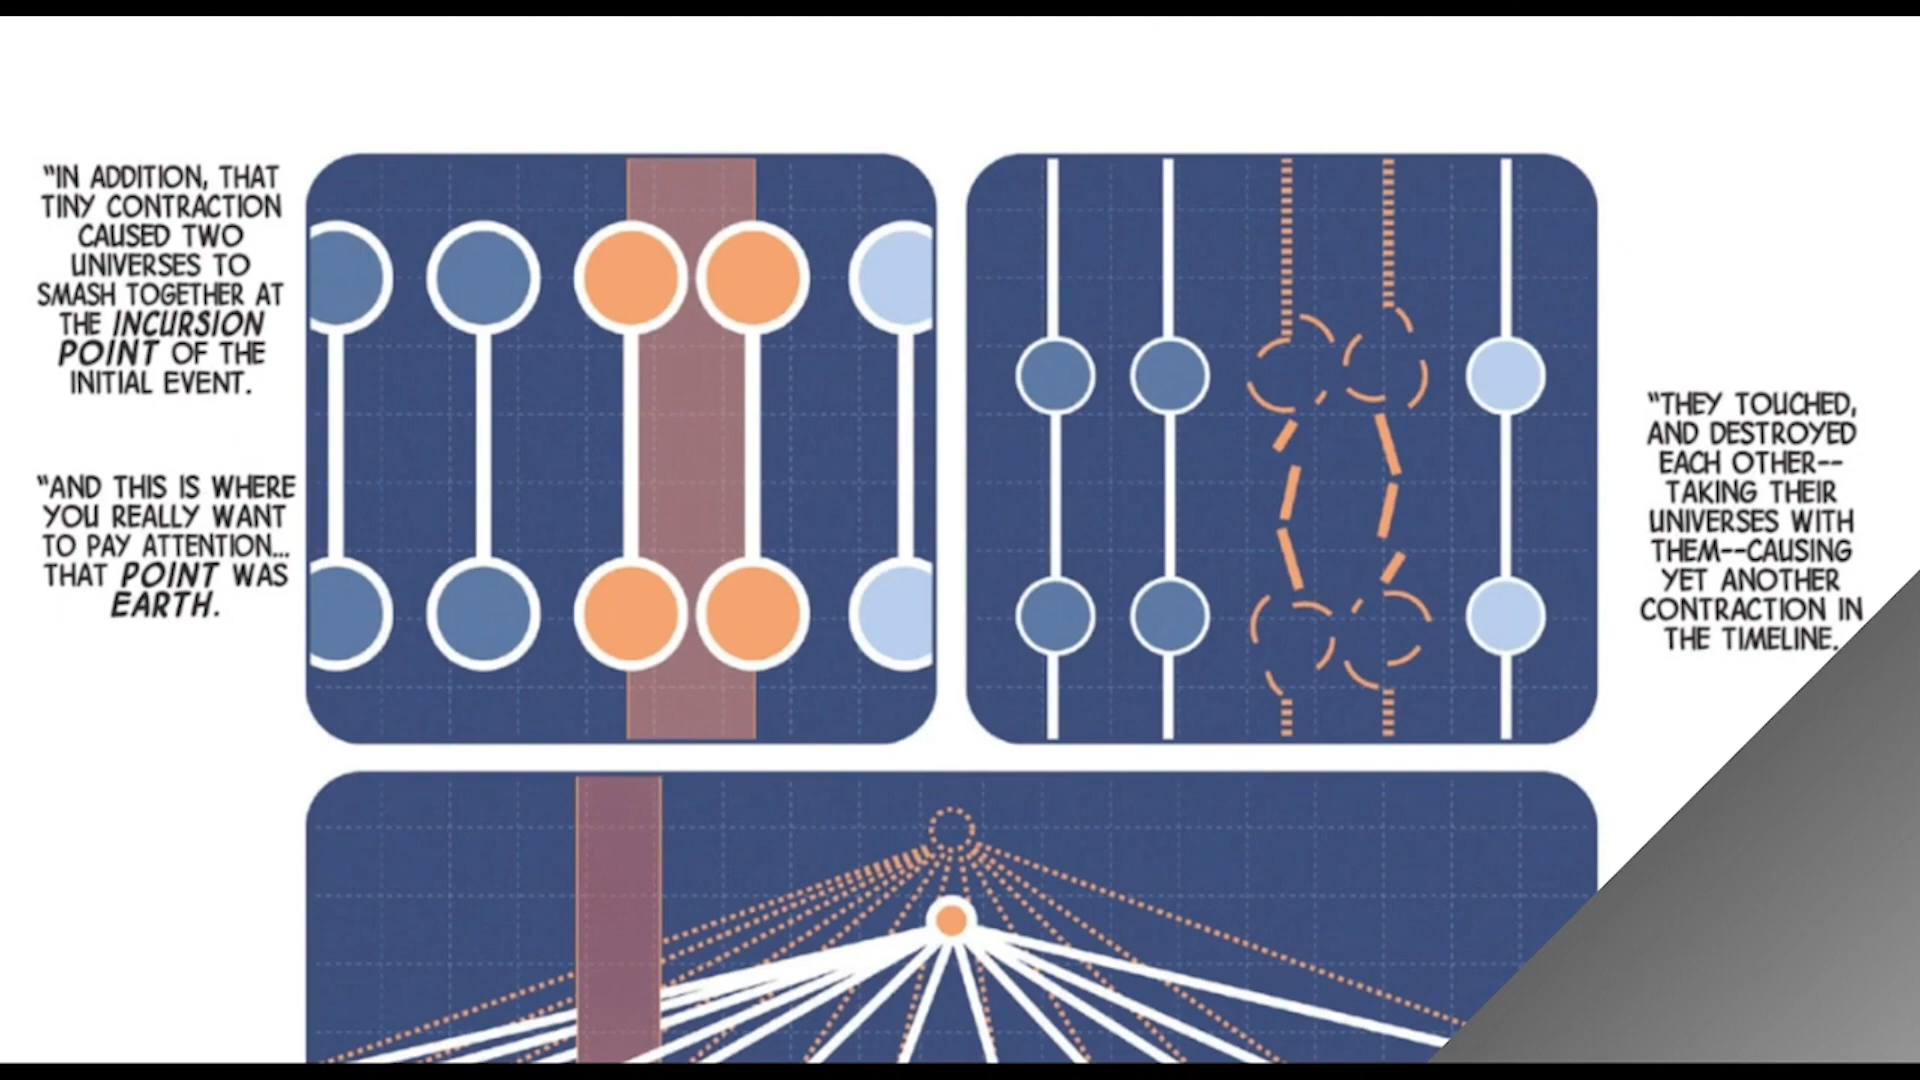 “IN ADDITION, THAT
TINY CONTRACTION
CAUSED TWO
UNIVERSES TO
SMASH TOGETHER AT
THE INCURSION
POINT OF THE
INITIAL EVENT.
“AND THIS IS WHERE
YOU REALLY WANT
TO PAY ATTENTION...
THAT POINT WAS
EARTH.
“THEY TOUCHED,
AND DESTROYED
EACH OTHER--
TAKING THEIR
UNIVERSES WITH
THEM--CAUSING
YET ANOTHER
CONTRACTION IN
THE TIMELINE.